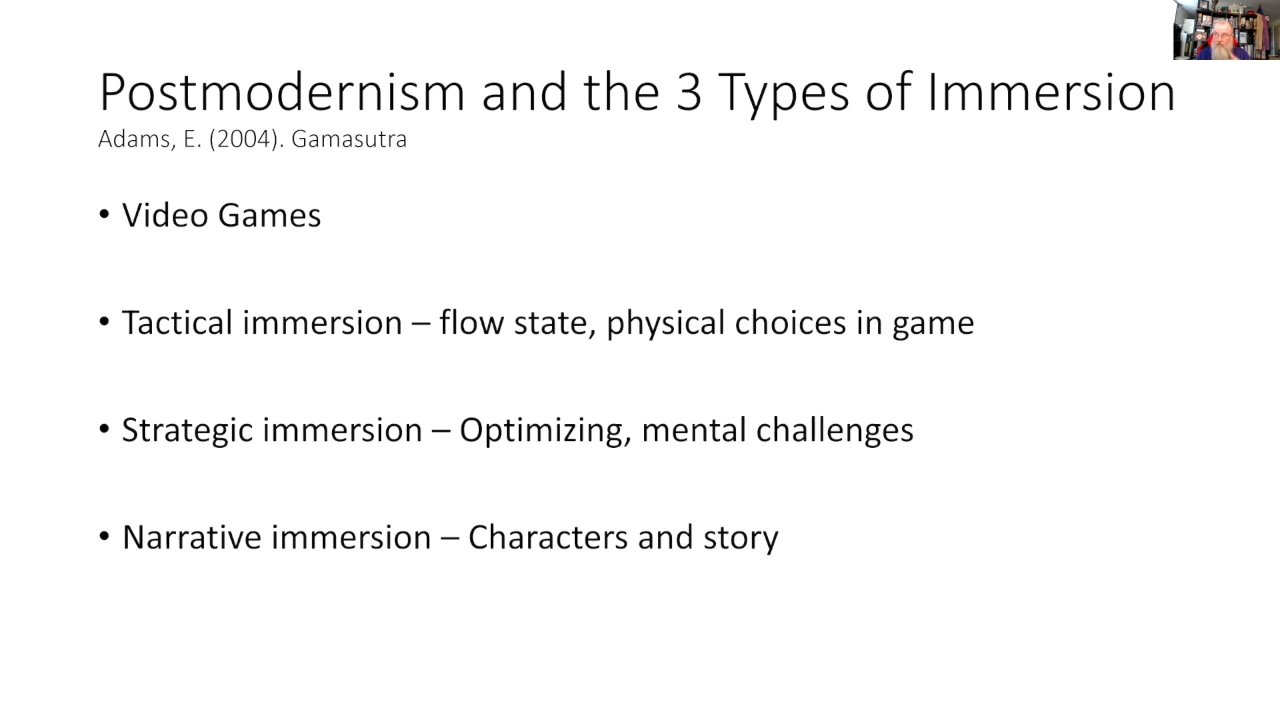 Postmodernism and the 3 Types of Immersion
Adams, E. (2004). Gamasutra
• Video Games
• Tactical immersion – flow state, physical choices in game
• Strategic immersion – Optimizing, mental challenges
• Narrative immersion – Characters and story